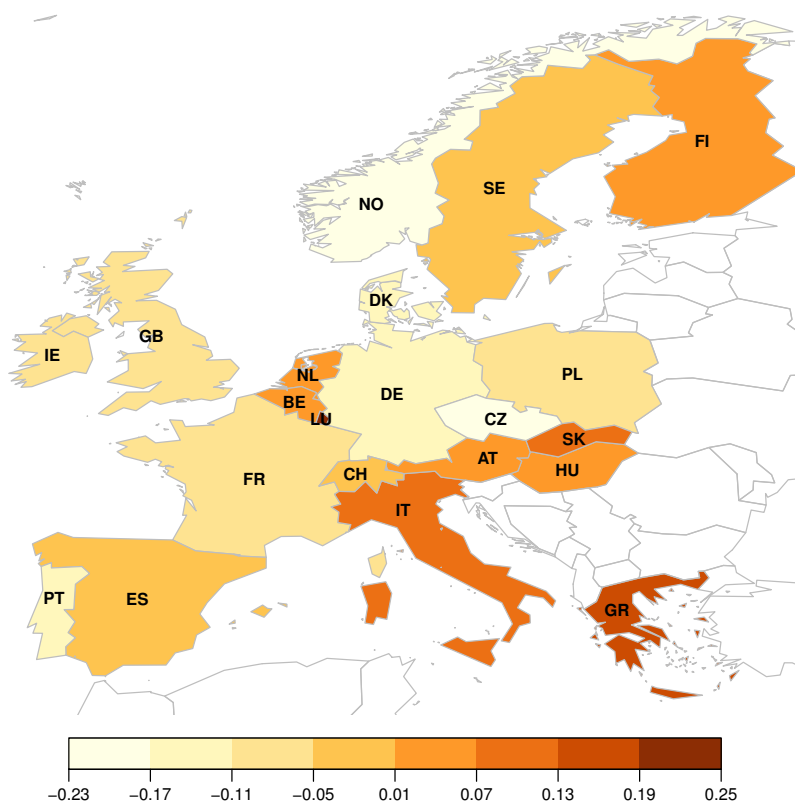 FI
SE
NO
DK
GB
IE
NL
PL
DE
BE
LU
CZ
SK
AT
HU
CH
FR
IT
PT
ES
GR
−0.23 −0.17 −0.11 −0.05 0.01 0.07 0.13 0.19 0.25